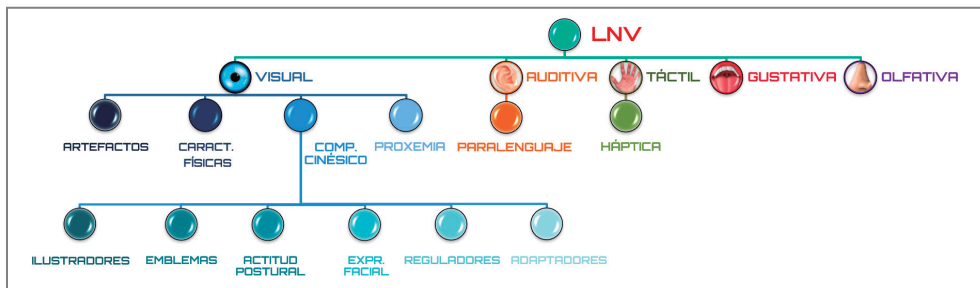 LNV
VISUAL
AUDITIVA
TÁCTIL
GUSTATIVA
OLFATIVA
ARTEFACTOS
CARACT.
FÍSICAS
COMP.
CINÉSICO
PROXEMIA
PARALENGUAJE
HÁPTICA
ILUSTRADORES
EMBLEMAS
ACTITUD
POSTURAL
EXPR.
FACIAL
REGULADORES
ADAPTADORES